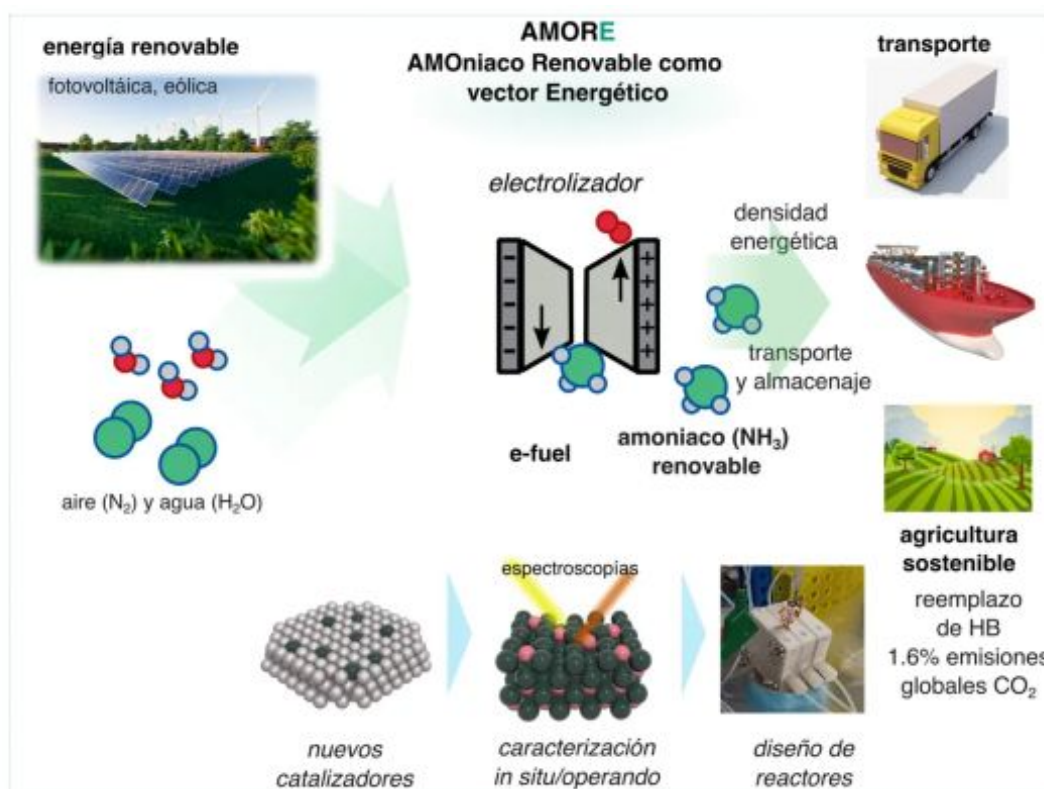 energía renovable
fotovoltáica, eólica
AMORE
AMOniaco Renovable como
vector Energético
transporte
electrolizador
densidad
energética
transporte
y almacenaje
e-fuel
amoniaco (NH₃)
renovable
aire (N₂) y agua (H₂O)
agricultura
sostenible
reemplazo
de HB
1.6% emisiones
globales CO₂
espectroscopias
nuevos
catalizadores
caracterización
in situ/operando
diseño de
reactores